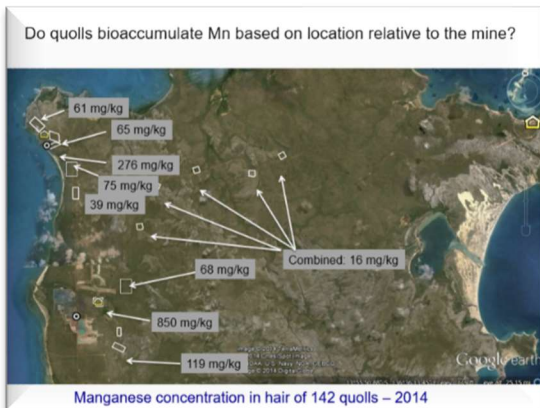 Do quolls bioaccumulate Mn based on location relative to the mine?
61 mg/kg
65 mg/kg
276 mg/kg
75 mg/kg
39 mg/kg
Combined: 16 mg/kg
68 mg/kg
850 mg/kg
119 mg/kg
Google earth
Manganese concentration in hair of 142 quolls – 2014